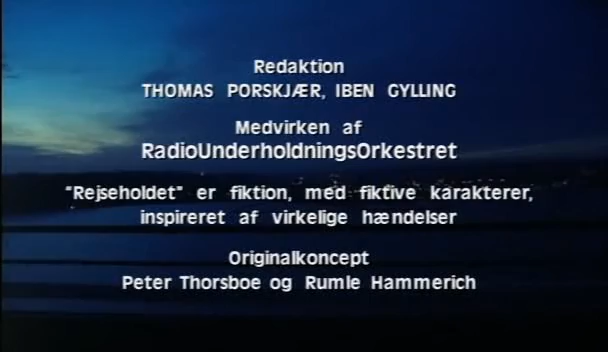 Redaktion
THOMAS PORSKJÆR, IBEN GYLLING
Medvirken af
RadioUnderholdningsOrkestret
"Rejseholdet" er fiktion, med fiktive karakterer,
inspireret af virkelige hændelser
Originalkoncept
Peter Thorsboe og Rumle Hammerich